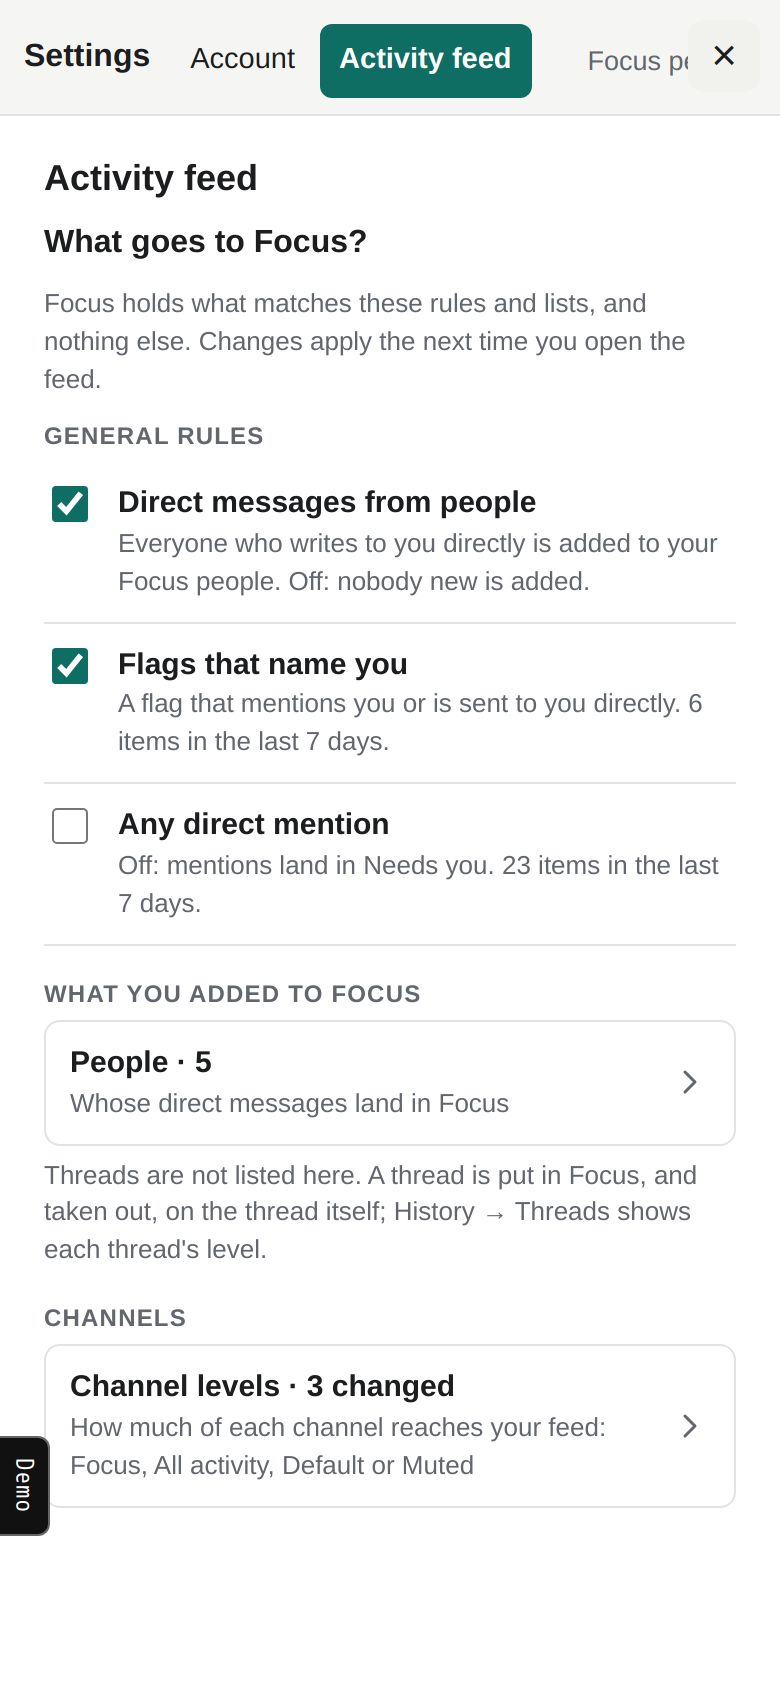 Settings
Account
Activity feed
Focus
Activity feed
What goes to Focus?
Focus holds what matches these rules and lists, and
nothing else. Changes apply the next time you open the
feed.
GENERAL RULES
Direct messages from people
Everyone who writes to you directly is added to your
Focus people. Off: nobody new is added.
Flags that name you
A flag that mentions you or is sent to you directly. 6
items in the last 7 days.
Any direct mention
Off: mentions land in Needs you. 23 items in the last
7 days.
WHAT YOU ADDED TO FOCUS
People · 5
Whose direct messages land in Focus
Threads are not listed here. A thread is put in Focus, and
taken out, on the thread itself; History → Threads shows
each thread's level.
CHANNELS
Channel levels · 3 changed
How much of each channel reaches your feed:
Focus, All activity, Default or Muted
Demo